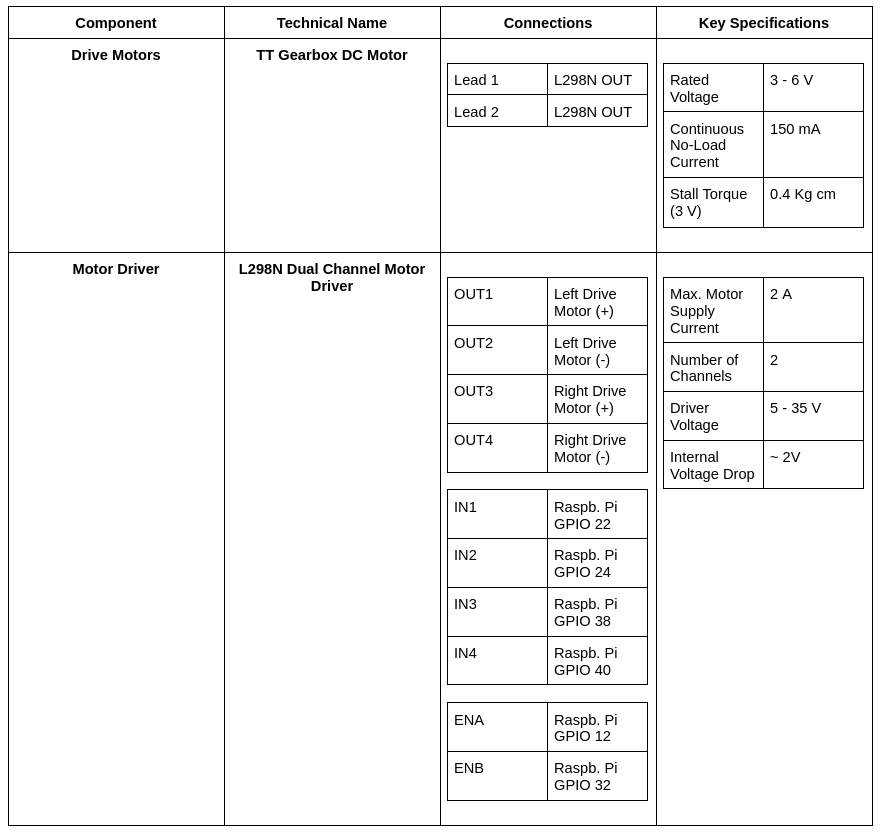 Component Technical Name Connections Key Specifications
Drive Motors
TT Gearbox DC Motor
Lead 1 L298N OUT
Lead 2 L298N OUT
Rated
Voltage
3 - 6 V
Continuous
No-Load
Current
150 mA
Stall Torque
(3 V)
0.4 Kg cm
Motor Driver
L298N Dual Channel Motor
Driver
OUT1
Left Drive
Motor (+)
OUT2
Left Drive
Motor (-)
OUT3
Right Drive
Motor (+)
OUT4
Right Drive
Motor (-)
IN1
Raspb. Pi
GPIO 22
IN2
Raspb. Pi
GPIO 24
IN3
Raspb. Pi
GPIO 38
IN4
Raspb. Pi
GPIO 40
ENA
Raspb. Pi
GPIO 12
ENB
Raspb. Pi
GPIO 32
Max. Motor
Supply
Current
2 A
Number of
Channels
2
Driver
Voltage
5 - 35 V
Internal
Voltage Drop
~ 2V